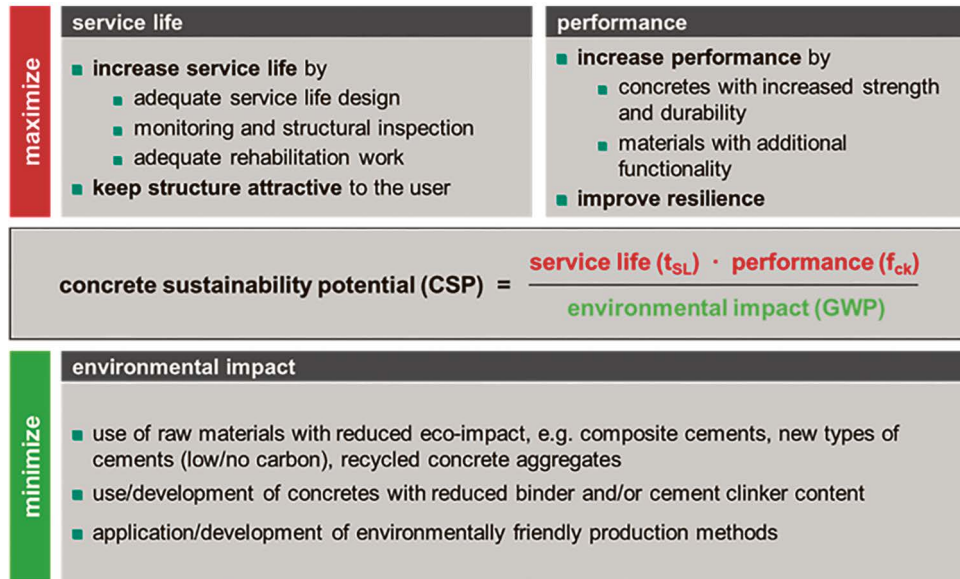 maximize
service life
■ increase service life by
■ adequate service life design
■ monitoring and structural inspection
■ adequate rehabilitation work
■ keep structure attractive to the user
performance
■ increase performance by
■ concretes with increased strength
and durability
■ materials with additional
functionality
■ improve resilience
concrete sustainability potential (CSP) = 
service life (t_SL) · performance (f_ck)
environmental impact (GWP)
minimize
environmental impact
■ use of raw materials with reduced eco-impact, e.g. composite cements, new types of
cements (low/no carbon), recycled concrete aggregates
■ use/development of concretes with reduced binder and/or cement clinker content
■ application/development of environmentally friendly production methods